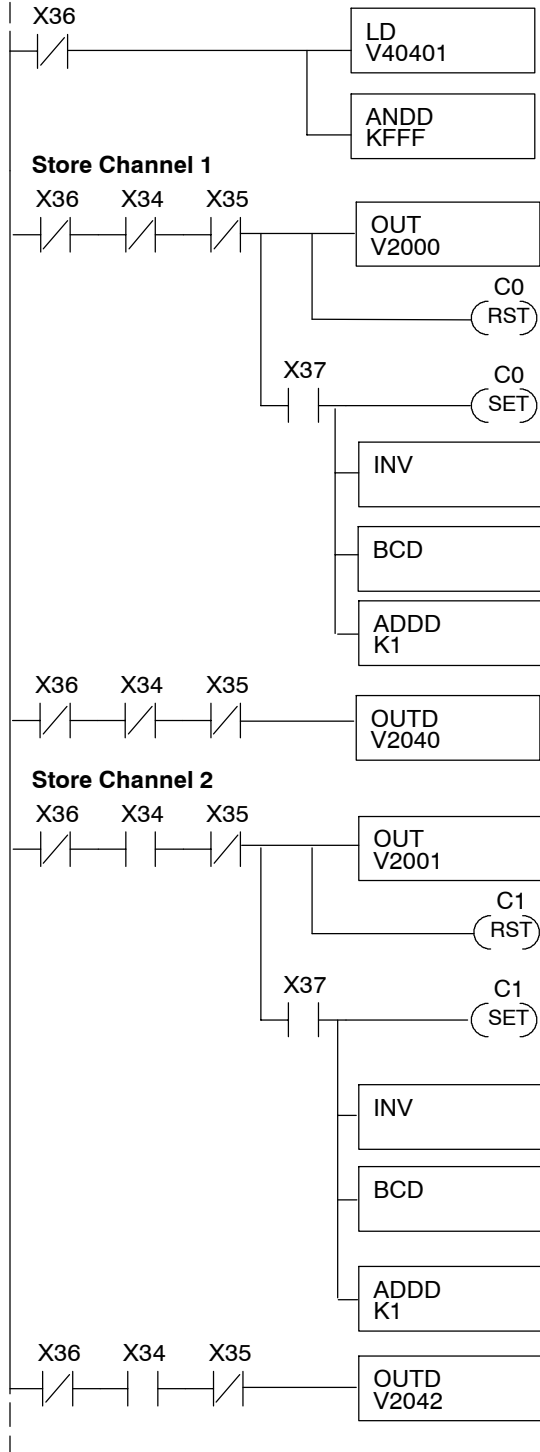 X36
LD
V40401
ANDD
KFFF
Store Channel 1
X36 X34 X35
OUT
V2000
C0
RST
X37
C0
SET
INV
BCD
ADDD
K1
X36 X34 X35
OUTD
V2040
Store Channel 2
X36 X34 X35
OUT
V2001
C1
RST
X37
C1
SET
INV
BCD
ADDD
K1
X36 X34 X35
OUTD
V2042